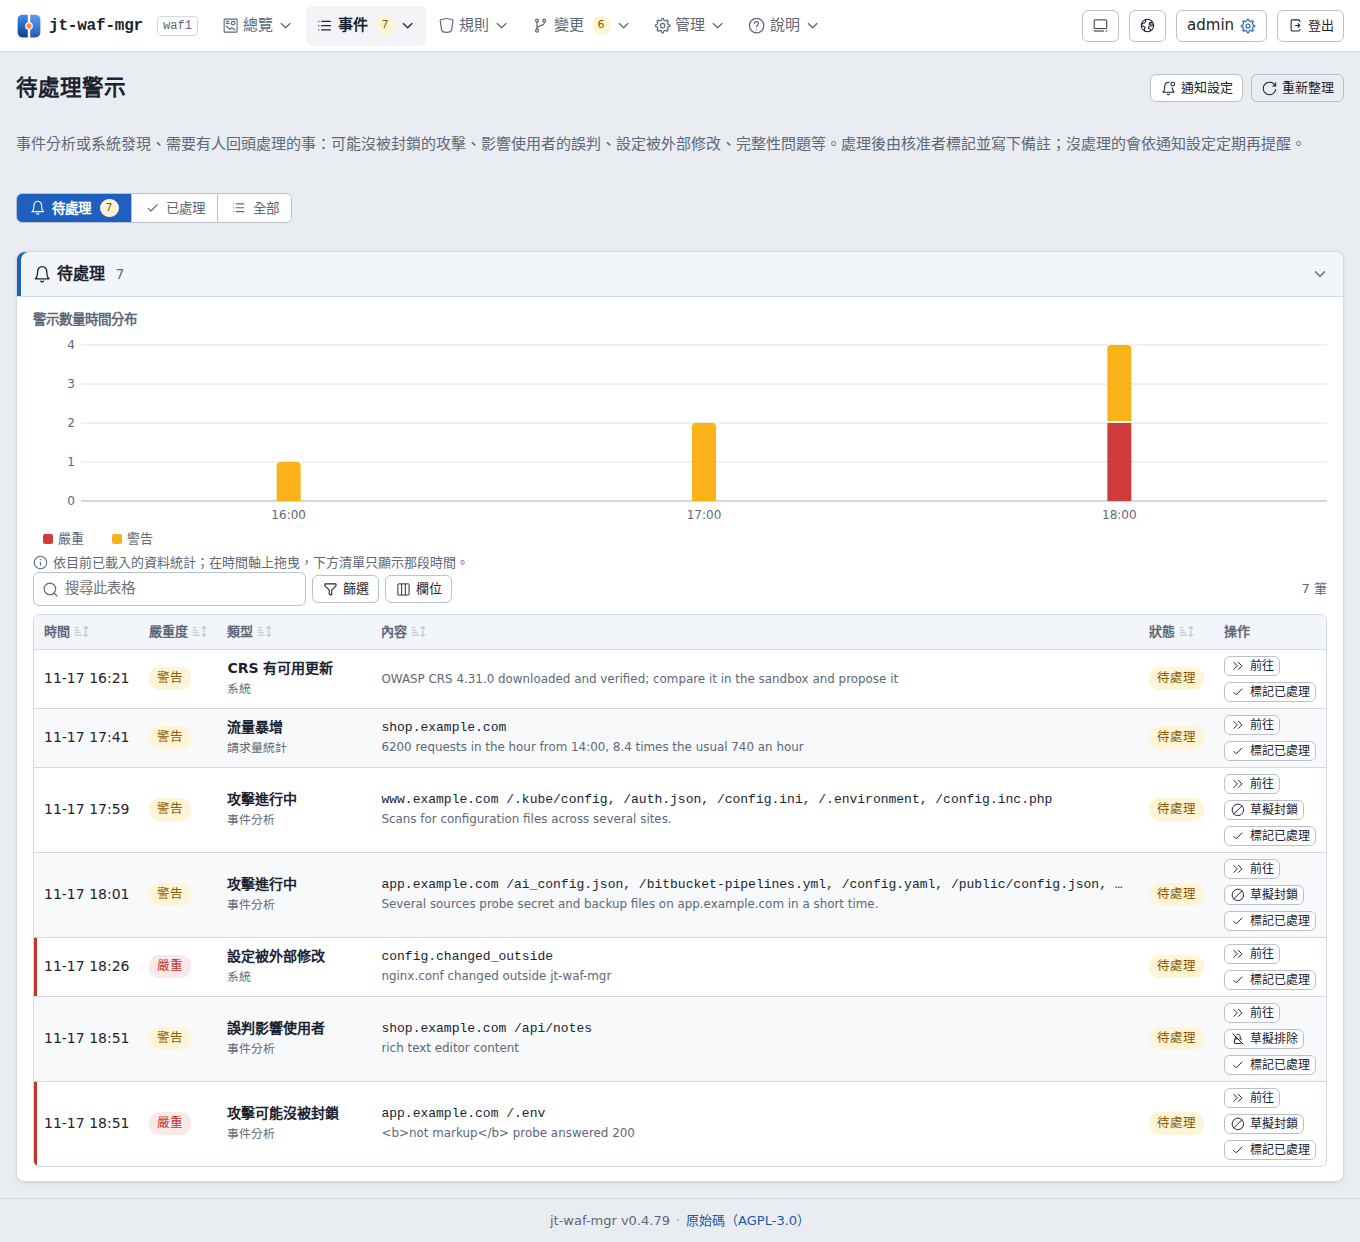 jt-waf-mgr waf1 總覽 事件 7 規則 變更 6 管理 說明 admin 登出
待處理警示
通知設定 重新整理
事件分析或系統發現、需要有人回頭處理的事：可能沒被封鎖的攻擊、影響使用者的誤判、設定被外部修改、完整性問題等。處理後由核准者標記並寫下備註；沒處理的會依通知設定定期再提醒。
待處理 7 已處理 全部
待處理 7
警示數量時間分布
4
3
2
1
0
16:00 17:00 18:00
嚴重 警告
依目前已載入的資料統計；在時間軸上拖曳，下方清單只顯示那段時間。
搜尋此表格 篩選 欄位 7 筆
時間 嚴重度 類型 內容 狀態 操作
11-17 16:21 警告 CRS 有可用更新 系統 OWASP CRS 4.31.0 downloaded and verified; compare it in the sandbox and propose it 待處理 前往 標記已處理
11-17 17:41 警告 流量暴增 請求量統計 shop.example.com 6200 requests in the hour from 14:00, 8.4 times the usual 740 an hour 待處理 前往 標記已處理
11-17 17:59 警告 攻擊進行中 事件分析 www.example.com /.kube/config, /auth.json, /config.ini, /.environment, /config.inc.php Scans for configuration files across several sites. 待處理 前往 草擬封鎖 標記已處理
11-17 18:01 警告 攻擊進行中 事件分析 app.example.com /ai_config.json, /bitbucket-pipelines.yml, /config.yaml, /public/config.json, … Several sources probe secret and backup files on app.example.com in a short time. 待處理 前往 草擬封鎖 標記已處理
11-17 18:26 嚴重 設定被外部修改 系統 config.changed_outside nginx.conf changed outside jt-waf-mgr 待處理 前往 標記已處理
11-17 18:51 警告 誤判影響使用者 事件分析 shop.example.com /api/notes rich text editor content 待處理 前往 草擬排除 標記已處理
11-17 18:51 嚴重 攻擊可能沒被封鎖 事件分析 app.example.com /.env <b>not markup</b> probe answered 200 待處理 前往 草擬封鎖 標記已處理
jt-waf-mgr v0.4.79 · 原始碼（AGPL-3.0）